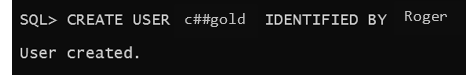 SQL> CREATE USER c##gold IDENTIFIED BY Roger
User created.